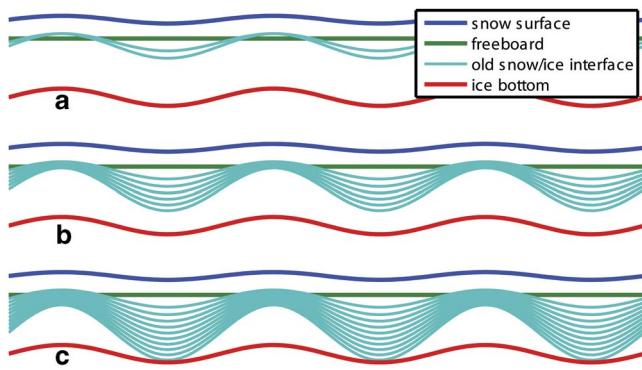 snow surface
freeboard
old snow/ice interface
ice bottom
a
b
c